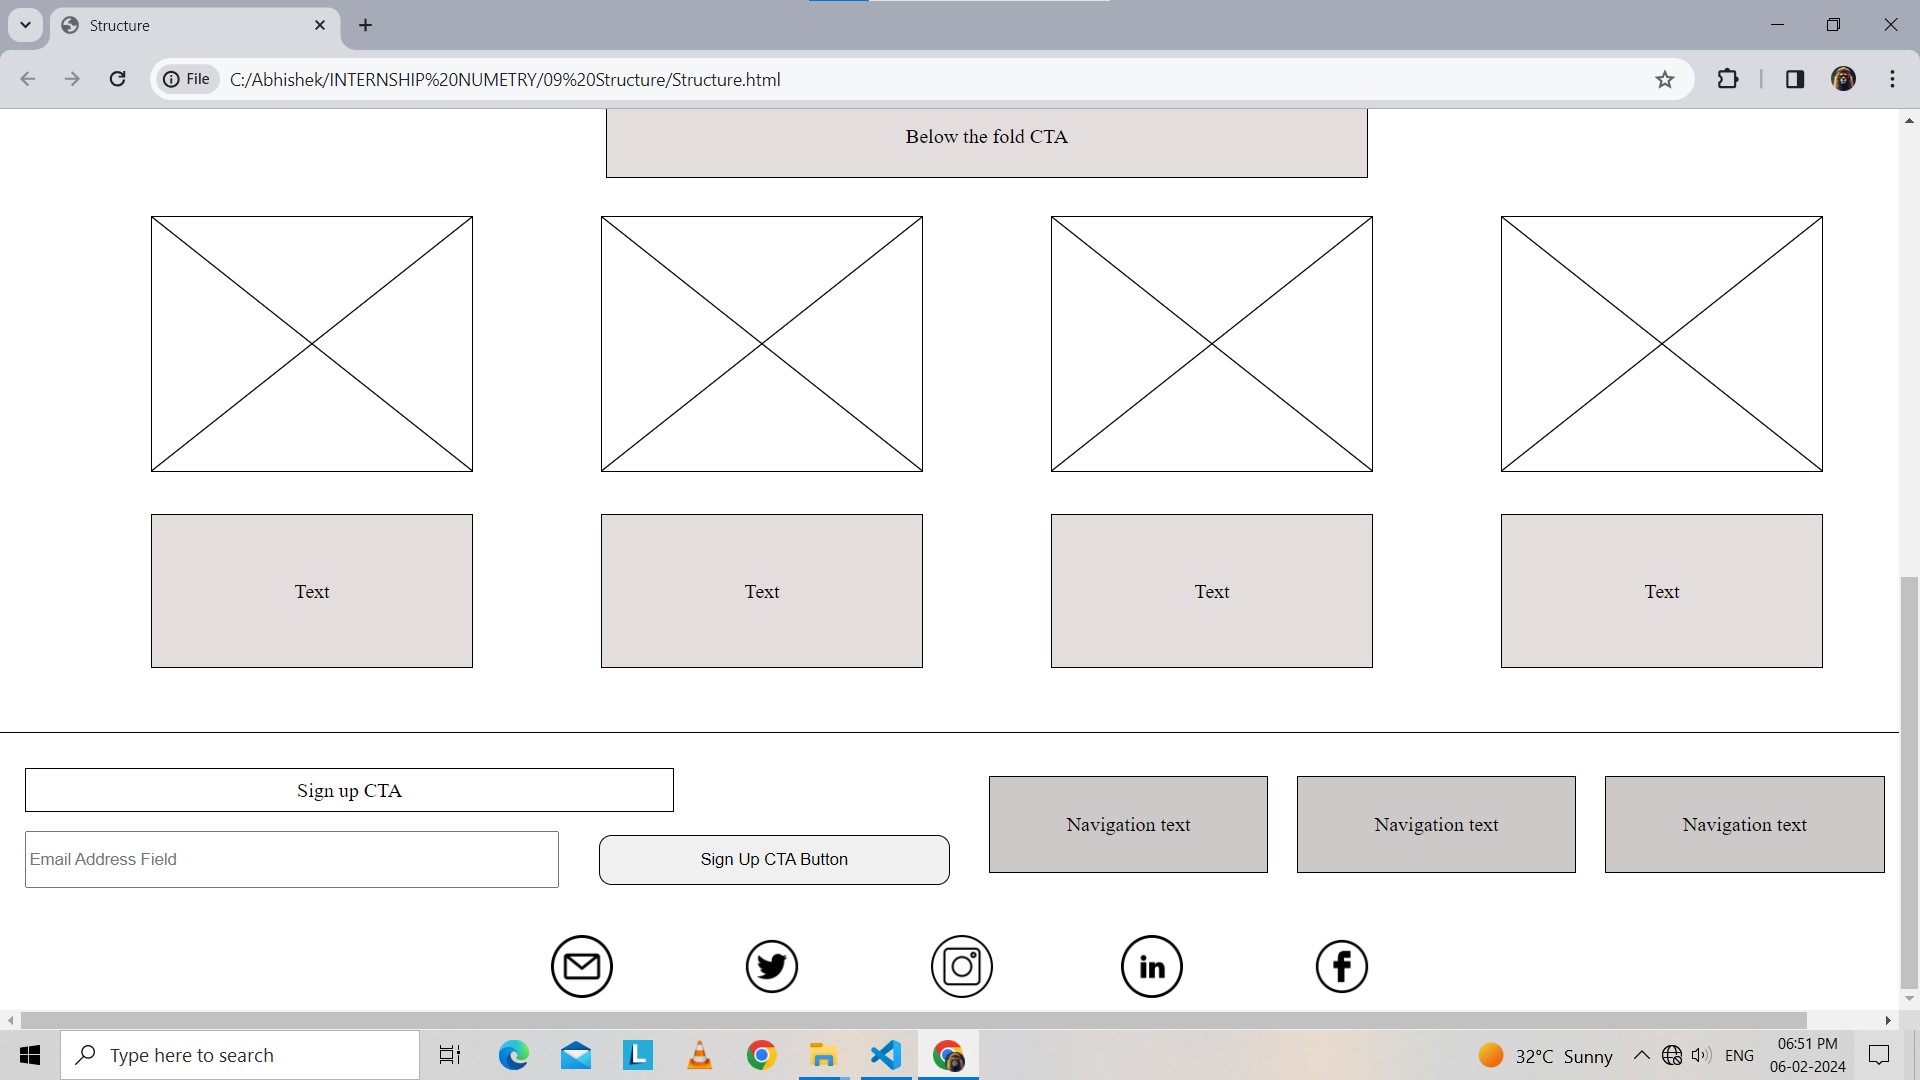 Structure
File
C:/Abhishek/INTERNSHIP%20NUMETRY/09%20Structure/Structure.html
Below the fold CTA
Text Text Text Text
Sign up CTA
Navigation text Navigation text Navigation text
Email Address Field
Sign Up CTA Button
in
f
L
Type here to search
32°C Sunny
ENG
06:51 PM
06-02-2024